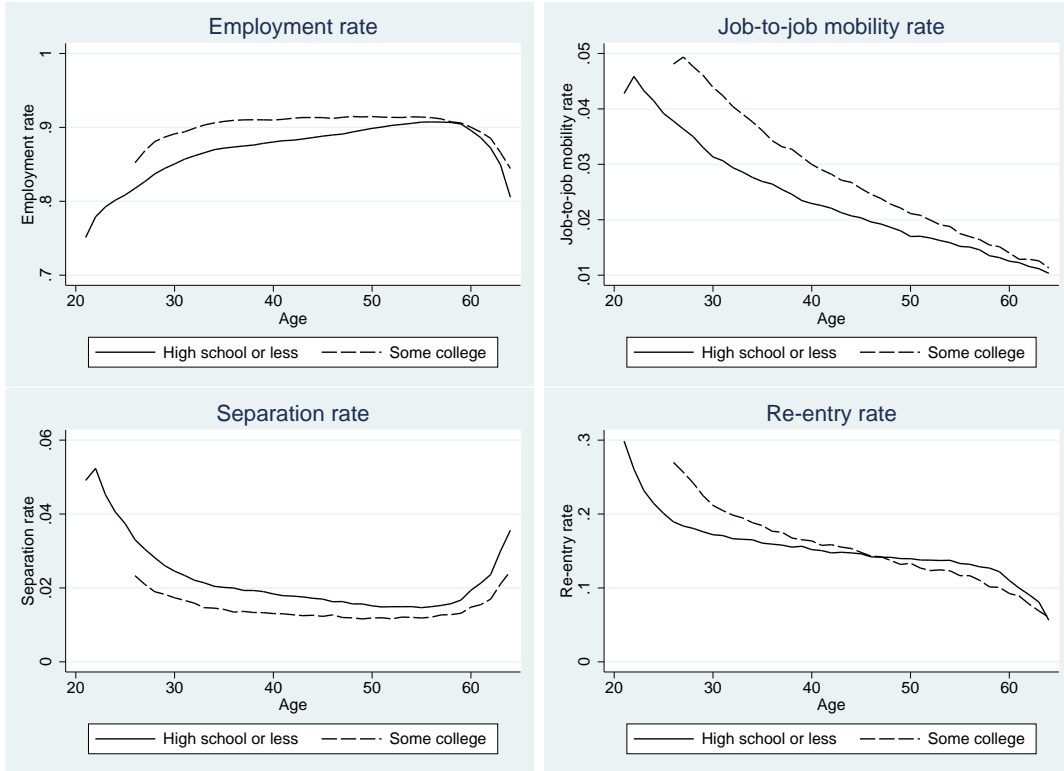 Employment rate
Employment rate
1
.9
.8
.7
20 30 40 50 60
Age
High school or less Some college
Job-to-job mobility rate
Job-to-job mobility rate
.05
.04
.03
.02
.01
20 30 40 50 60
Age
High school or less Some college
Separation rate
Separation rate
.06
.04
.02
0
20 30 40 50 60
Age
High school or less Some college
Re-entry rate
Re-entry rate
.3
.2
.1
0
20 30 40 50 60
Age
High school or less Some college